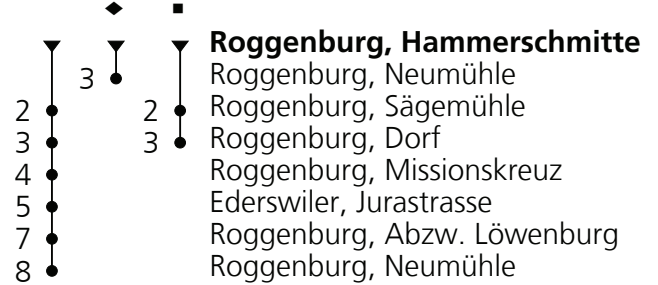 ◆ ■
Roggenburg, Hammerschmitte
3 Roggenburg, Neumühle
2 2 Roggenburg, Sägemühle
3 3 Roggenburg, Dorf
4 Roggenburg, Missionskreuz
5 Ederswiler, Jurastrasse
7 Roggenburg, Abzw. Löwenburg
8 Roggenburg, Neumühle